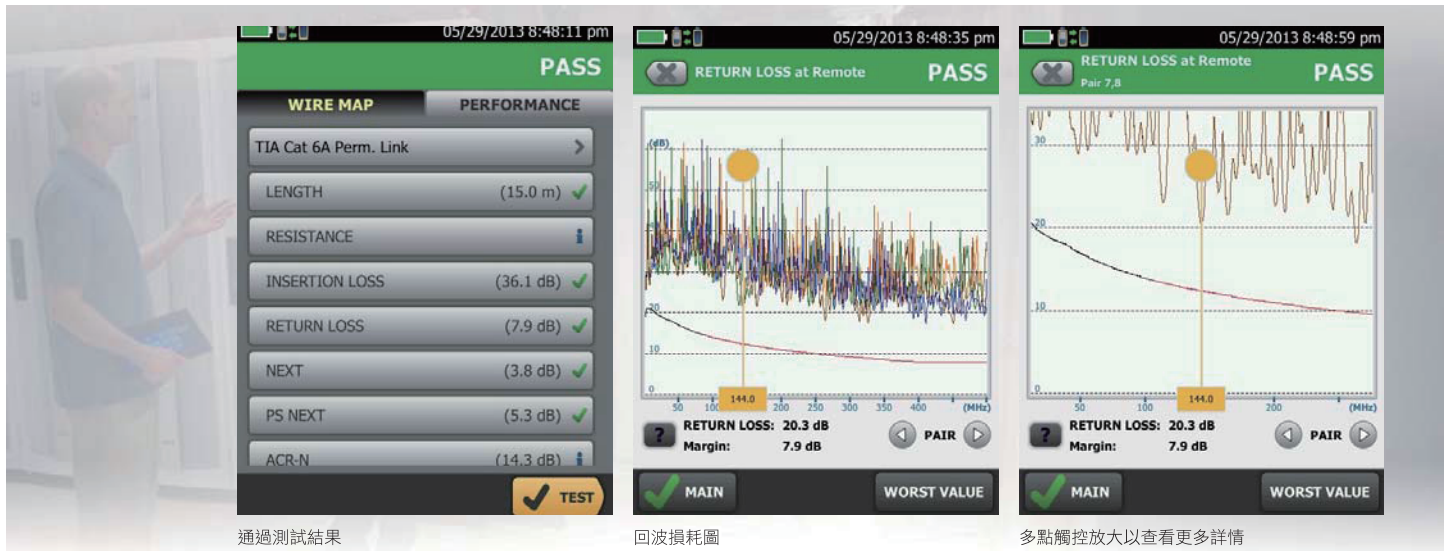 05/29/2013 8:48:11 pm
PASS
WIRE MAP
PERFORMANCE
TIA Cat 6A Perm. Link
LENGTH (15.0 m)
RESISTANCE
INSERTION LOSS (36.1 dB)
RETURN LOSS (7.9 dB)
NEXT (3.8 dB)
PS NEXT (5.3 dB)
ACR-N (14.3 dB)
TEST
通過測試結果
05/29/2013 8:48:35 pm
RETURN LOSS at Remote
PASS
(dB)
50
20
10
0
50 144.0 200 250 300 350 400 (MHz)
RETURN LOSS: 20.3 dB
Margin: 7.9 dB
PAIR
MAIN
WORST VALUE
回波損耗圖
05/29/2013 8:48:59 pm
RETURN LOSS at Remote
Pair 7,8
PASS
30
20
10
0
50 100 144.0 200 (MHz)
RETURN LOSS: 20.3 dB
Margin: 7.9 dB
PAIR
MAIN
WORST VALUE
多點觸控放大以查看更多詳情